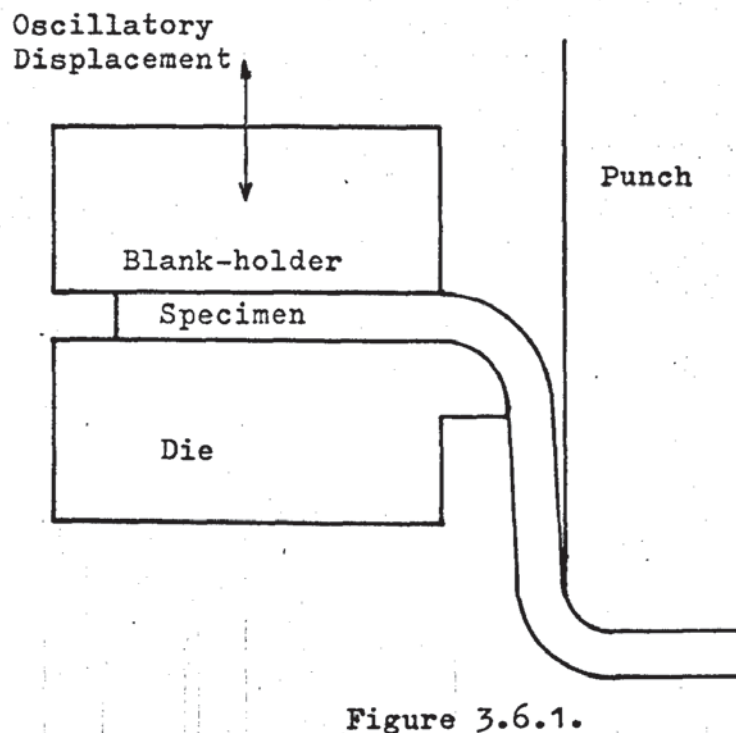 Oscillatory
Displacement
Punch
Blank-holder
Specimen
Die
Figure 3.6.1.